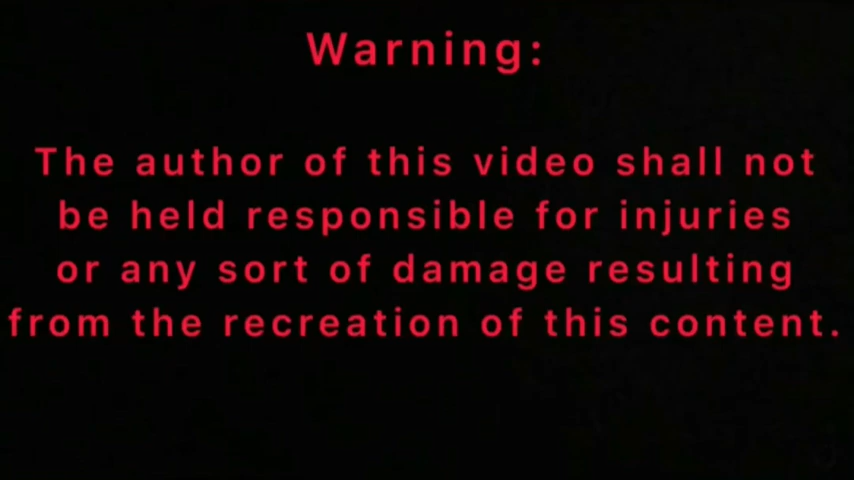 Warning:
The author of this video shall not
be held responsible for injuries
or any sort of damage resulting
from the recreation of this content.